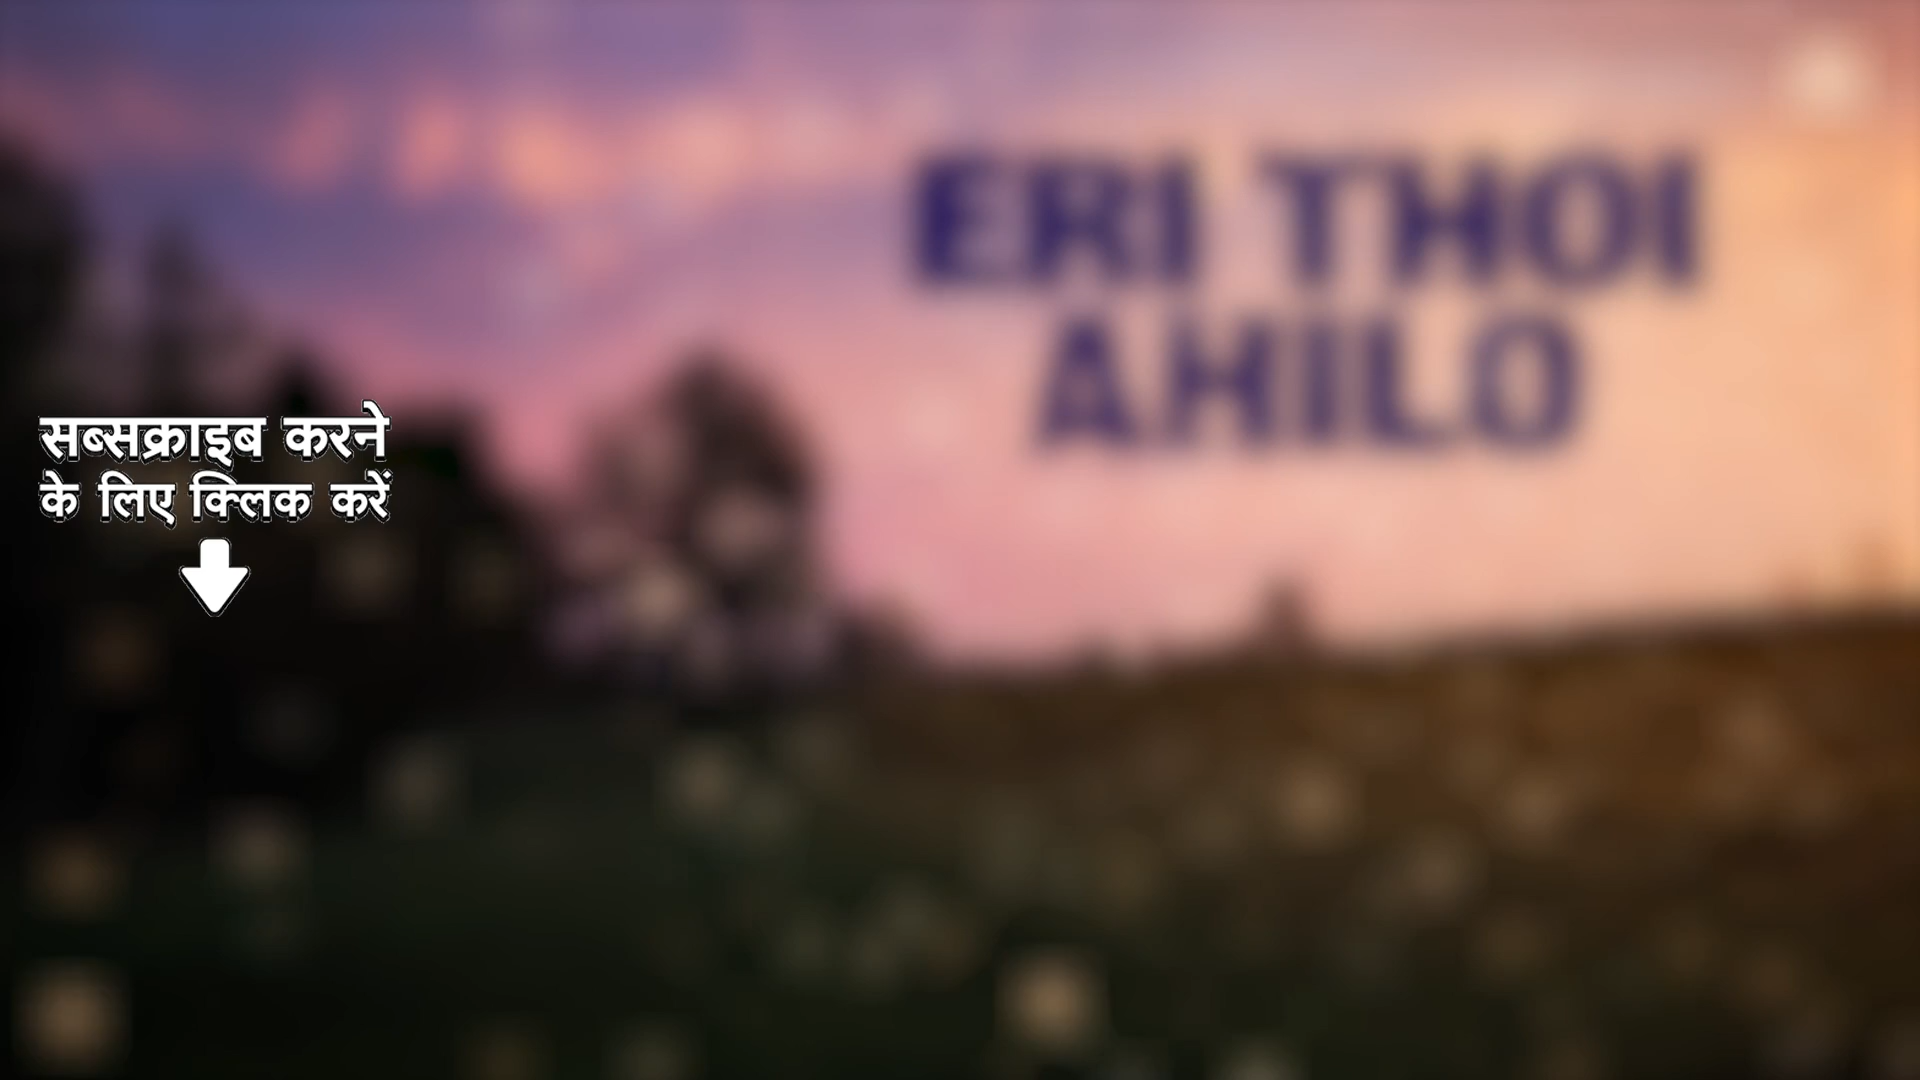 ERI THOI
AHILO
सब्सक्राइब करने
के लिए क्लिक करें